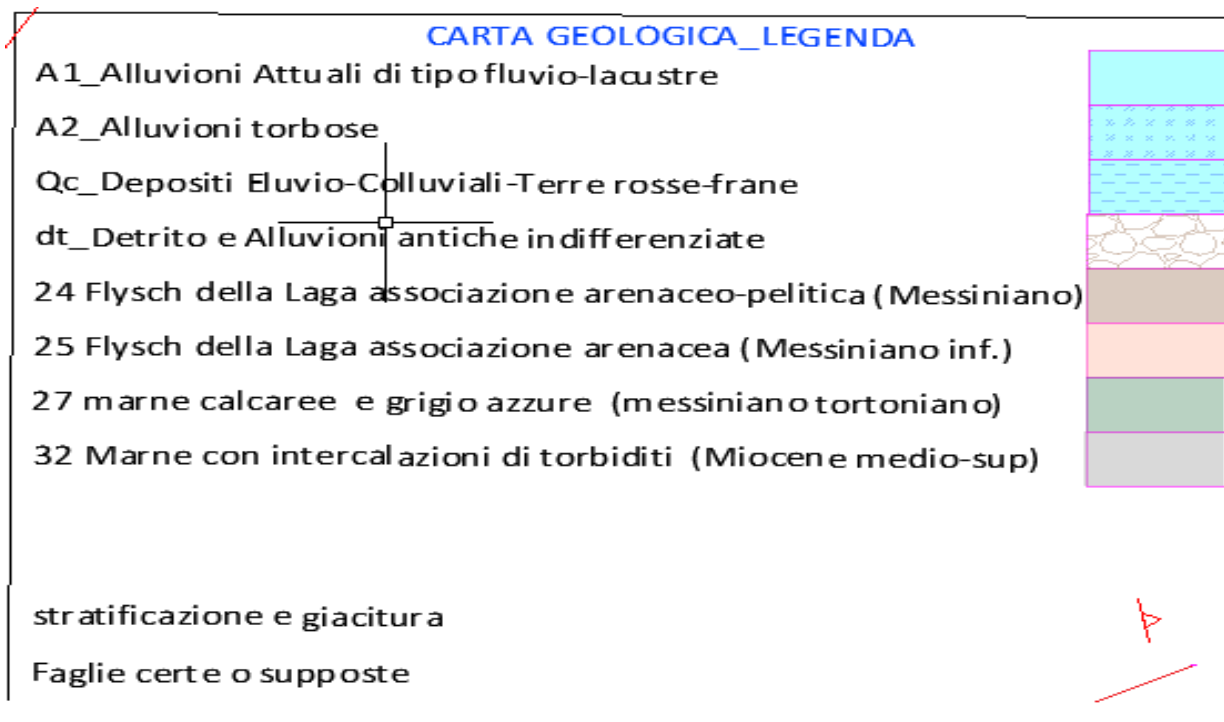 CARTA GEOLOGICA_LEGENDA
A1_Alluvioni Attuali di tipo fluvio-lacustre
A2_Alluvioni torbose
Qc_Depositi Eluvio-Colluviali-Terre rosse-frane
dt_Detrito e Alluvioni antiche indifferenziate
24 Flysch della Laga associazione arenaceo-pelitica (Messiniano)
25 Flysch della Laga associazione arenacea (Messiniano inf.)
27 marne calcaree e grigio azzure (messiniano tortoniano)
32 Marne con intercalazioni di torbiditi (Miocene medio-sup)
stratificazione e giacitura
Faglie certe o supposte